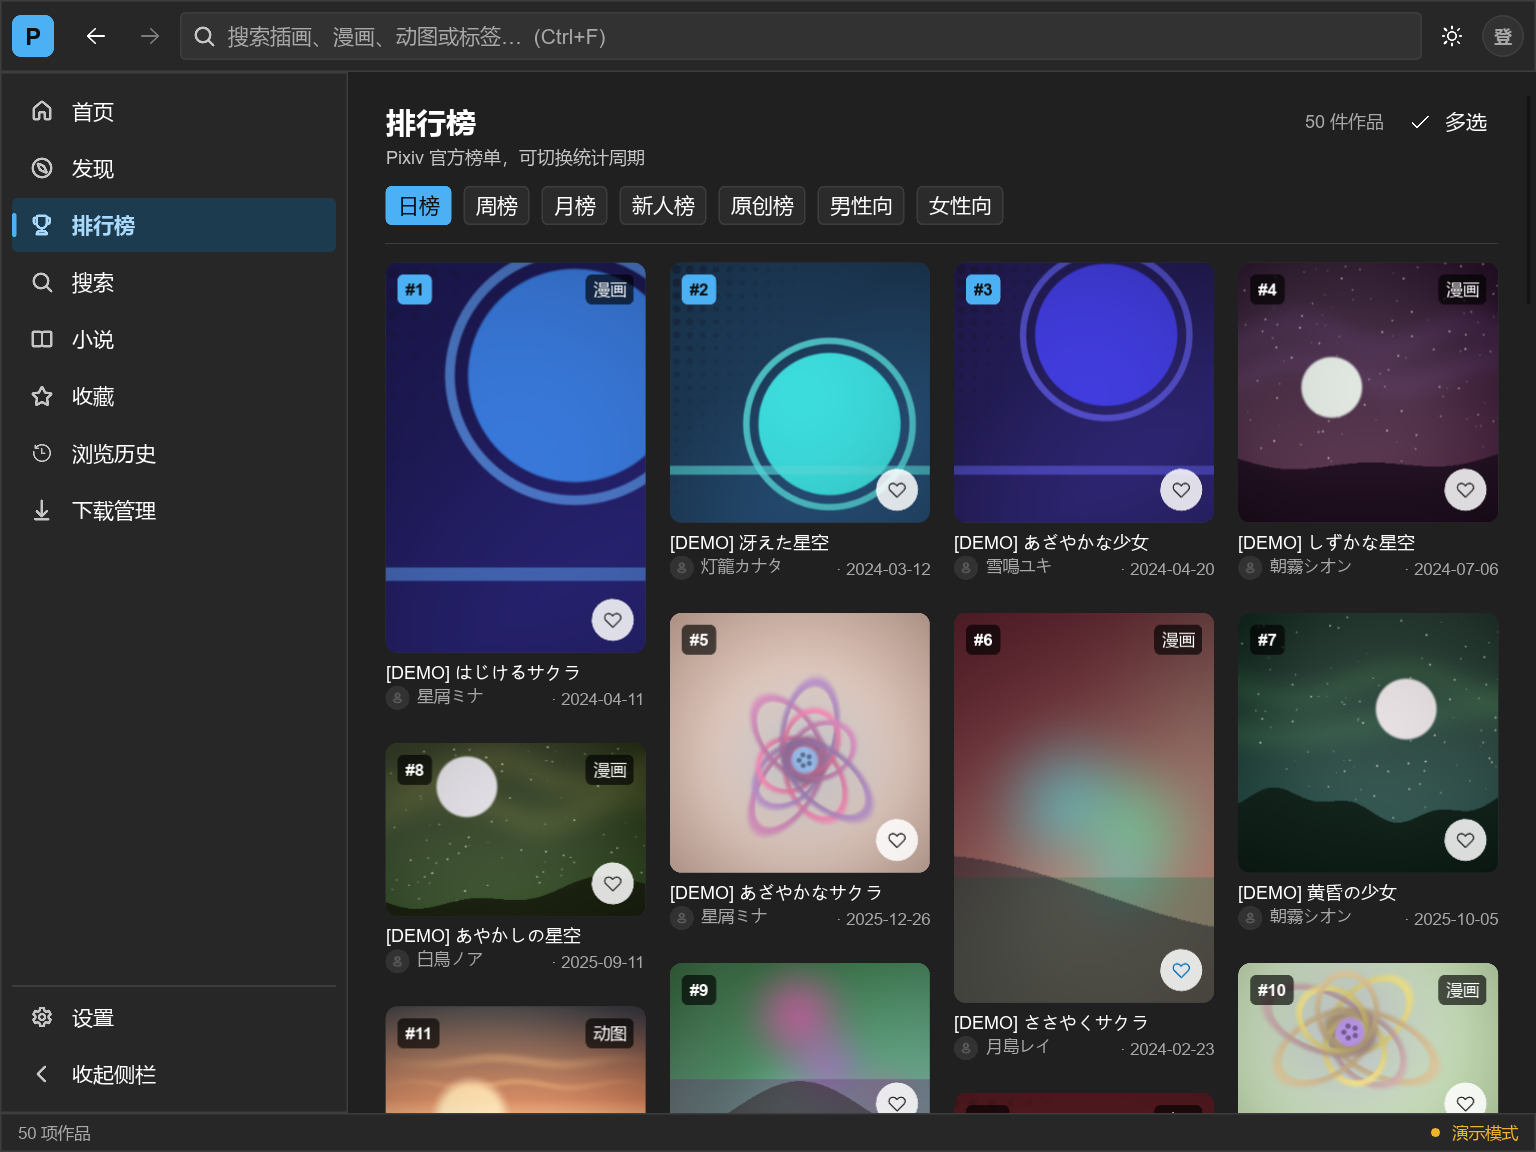 P
搜索插画、漫画、动图或标签… (Ctrl+F)
登
首页
发现
排行榜
搜索
小说
收藏
浏览历史
下载管理
设置
收起侧栏
排行榜
50 件作品
多选
Pixiv 官方榜单，可切换统计周期
日榜
周榜
月榜
新人榜
原创榜
男性向
女性向
#1
漫画
[DEMO] はじけるサクラ
星屑ミナ
· 2024-04-11
#2
[DEMO] 冴えた星空
灯籠カナタ
· 2024-03-12
#3
[DEMO] あざやかな少女
雪鳴ユキ
· 2024-04-20
#4
漫画
[DEMO] しずかな星空
朝霧シオン
· 2024-07-06
#5
[DEMO] あざやかなサクラ
星屑ミナ
· 2025-12-26
#6
漫画
[DEMO] ささやくサクラ
月島レイ
· 2024-02-23
#7
[DEMO] 黄昏の少女
朝霧シオン
· 2025-10-05
#8
漫画
[DEMO] あやかしの星空
白鳥ノア
· 2025-09-11
#9
#10
漫画
#11
动图
50 项作品
演示模式